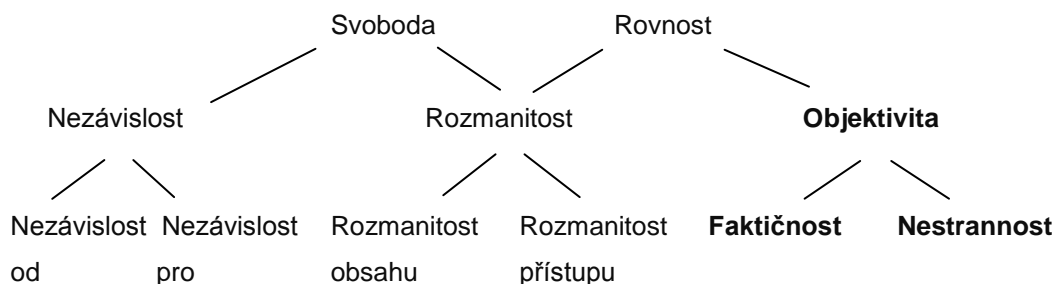 Svoboda Rovnost
Nezávislost Rozmanitost Objektivita
Nezávislost Nezávislost Rozmanitost Rozmanitost Faktičnost Nestrannost
od pro obsahu přístupu